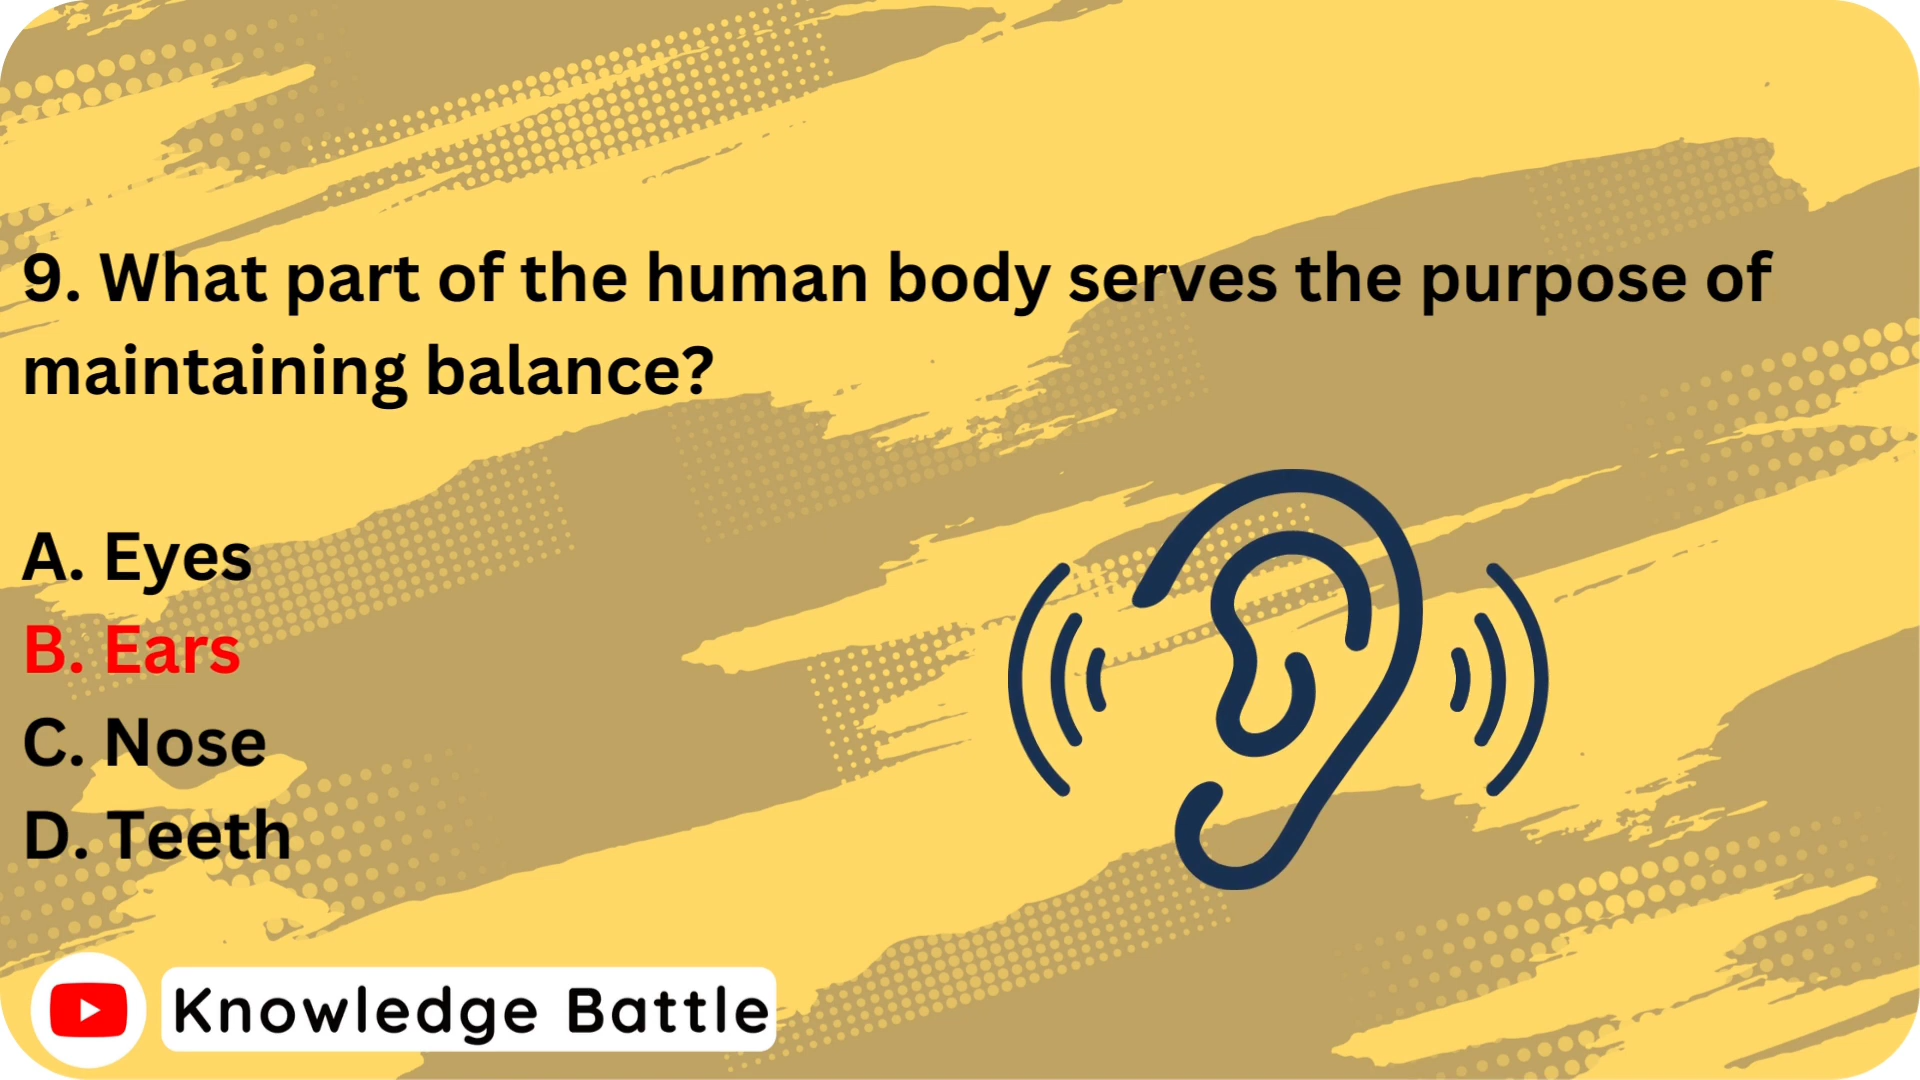 9. What part of the human body serves the purpose of
maintaining balance?
A. Eyes
B. Ears
C. Nose
D. Teeth
Knowledge Battle